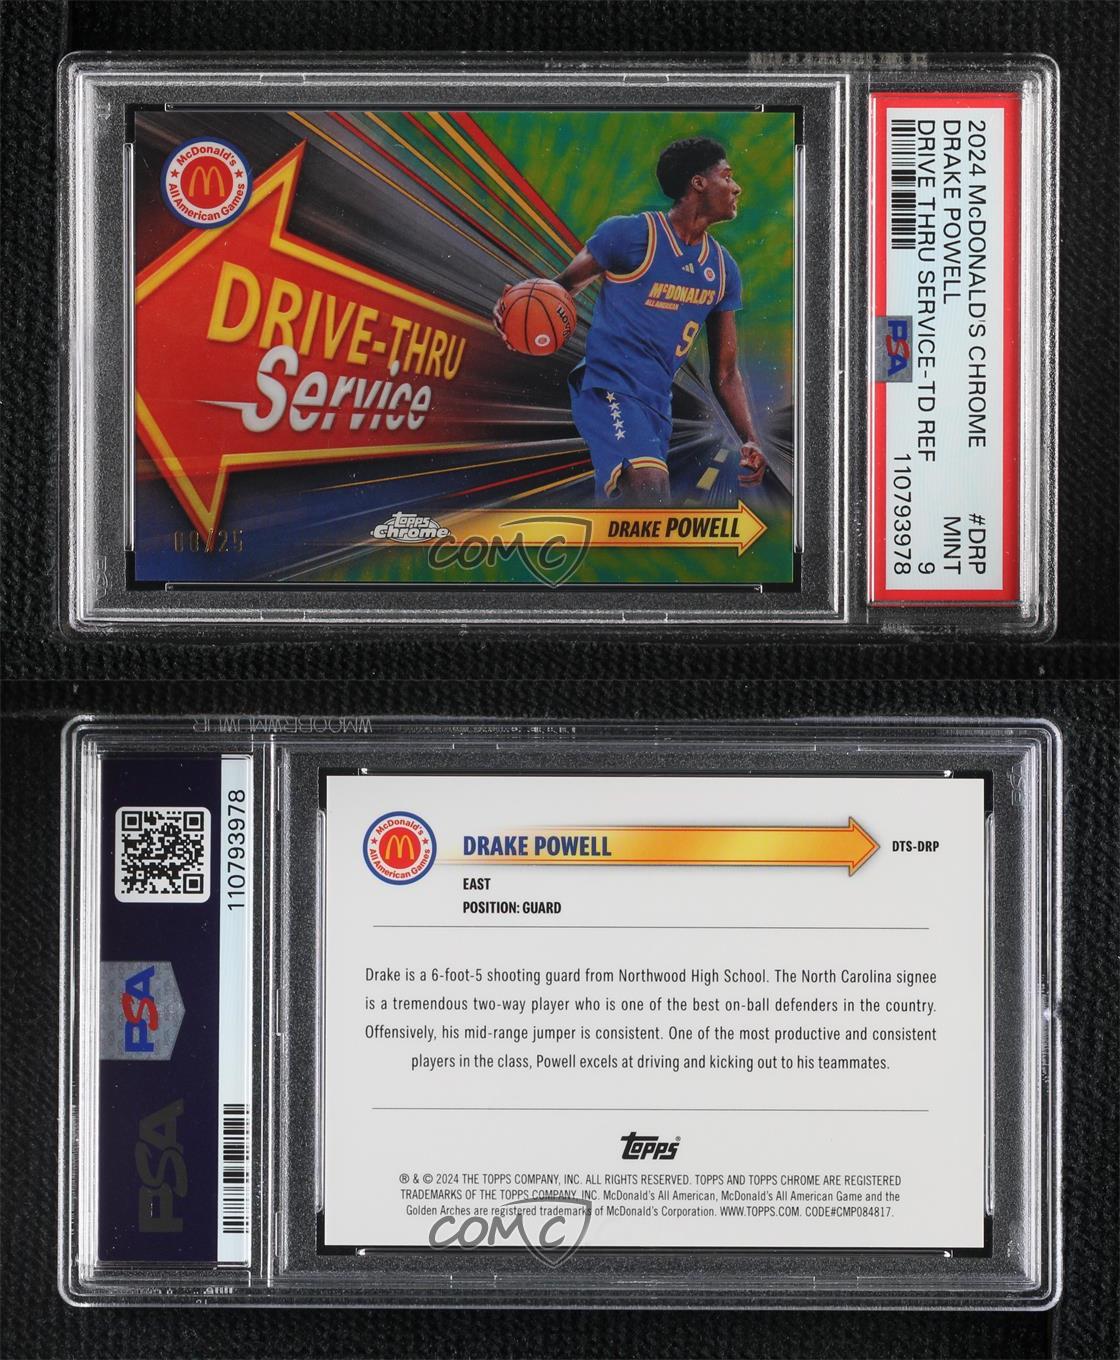 2024 McDONALD'S CHROME #DRP
DRAKE POWELL MINT
DRIVE THRU SERVICE-TD REF 9
110793978
PSA
McDonald's
All American Games
DRIVE-THRU
Service
McDONALD'S
ALL AMERICAN
9
Wilson
/25
Topps
Chrome
DRAKE POWELL
COMC
110793978
PSA
PSA
McDonald's
All American Games
DRAKE POWELL
DTS-DRP
EAST
POSITION: GUARD
Drake is a 6-foot-5 shooting guard from Northwood High School. The North Carolina signee
is a tremendous two-way player who is one of the best on-ball defenders in the country.
Offensively, his mid-range jumper is consistent. One of the most productive and consistent
players in the class, Powell excels at driving and kicking out to his teammates.
Topps
® & © 2024 THE TOPPS COMPANY, INC. ALL RIGHTS RESERVED. TOPPS AND TOPPS CHROME ARE REGISTERED
TRADEMARKS OF THE TOPPS COMPANY, INC. McDonald's All American, McDonald's All American Game and the
Golden Arches are registered trademarks of McDonald's Corporation. WWW.TOPPS.COM. CODE#CMP084817.
COMC